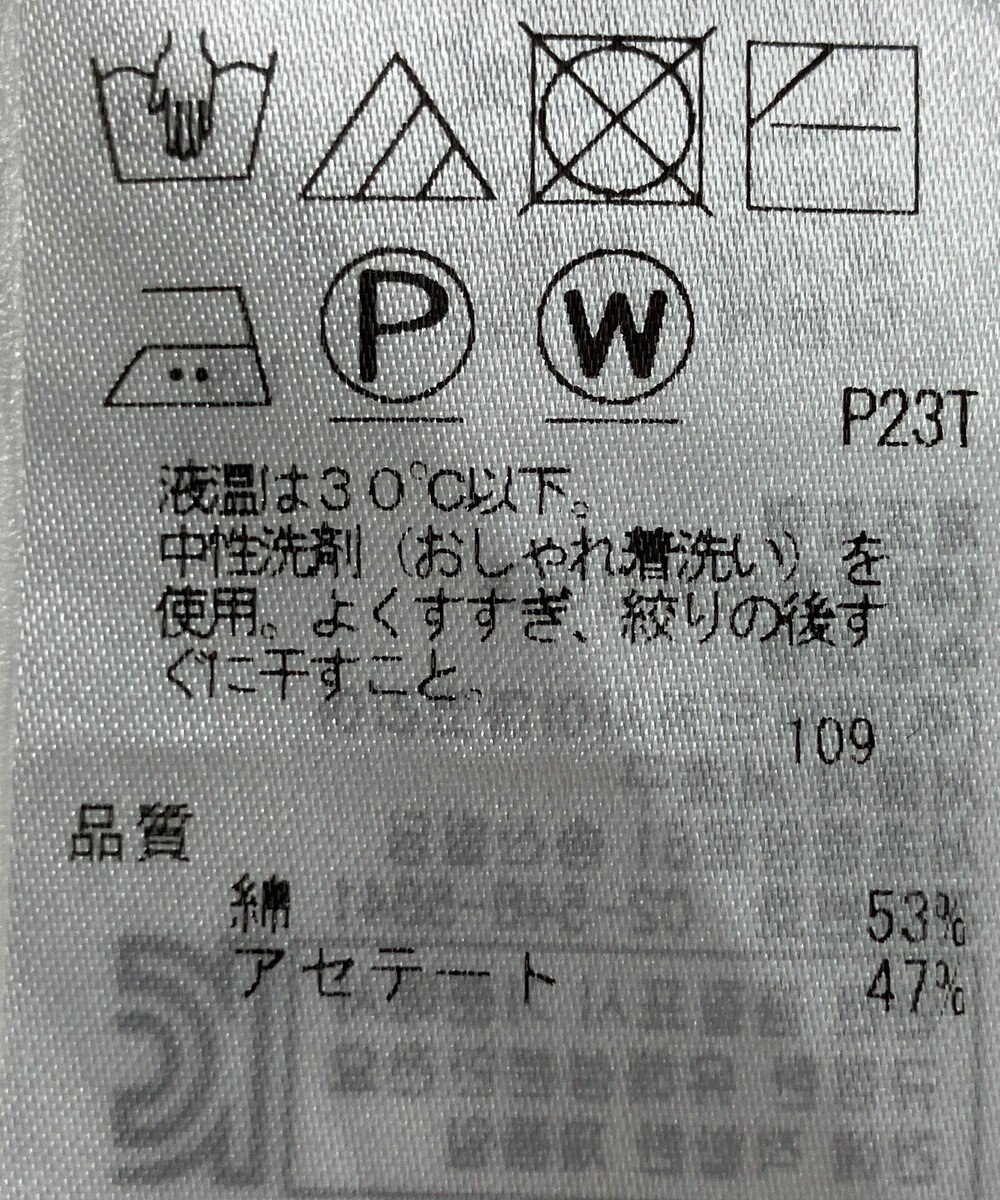 P
W
P23T
液温は30℃以下。
中性洗剤（おしゃれ着洗い）を
使用。よくすすぎ、絞りの後す
ぐに干すこと。
109
品質
綿 53%
アセテート 47%